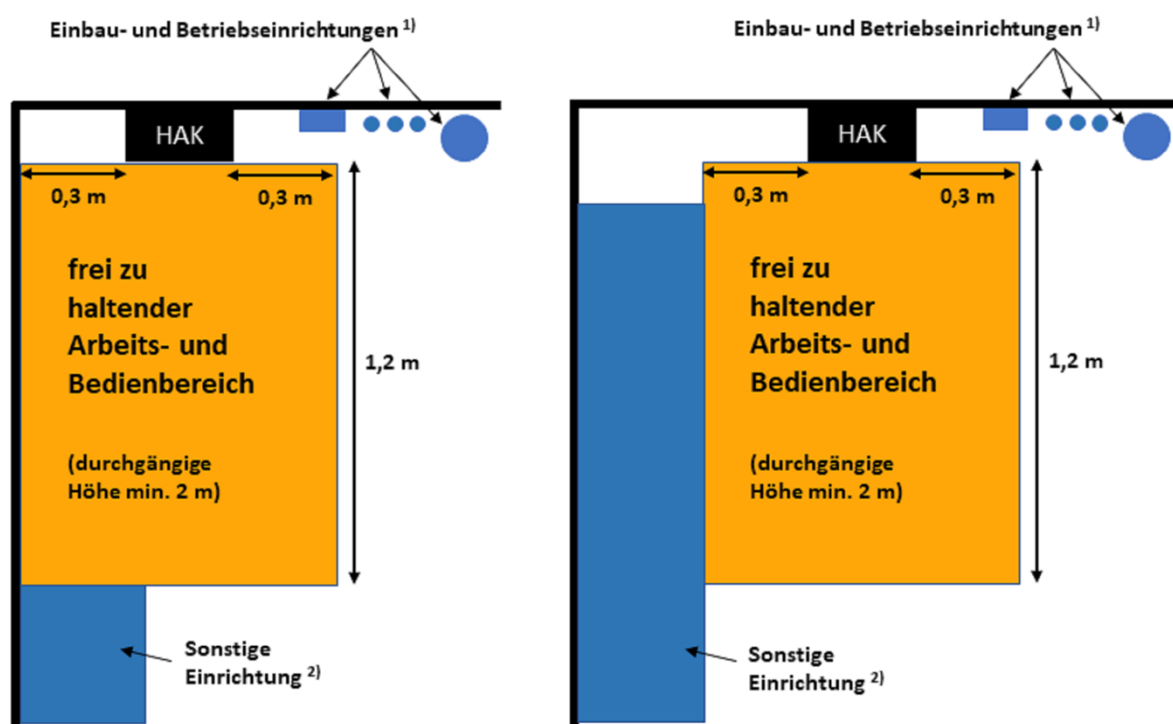 Einbau- und Betriebseinrichtungen 1)
HAK
0,3 m
0,3 m
frei zu
haltender
Arbeits- und
Bedienbereich
(durchgängige
Höhe min. 2 m)
1,2 m
Sonstige
Einrichtung 2)
Einbau- und Betriebseinrichtungen 1)
HAK
0,3 m
0,3 m
frei zu
haltender
Arbeits- und
Bedienbereich
(durchgängige
Höhe min. 2 m)
1,2 m
Sonstige
Einrichtung 2)